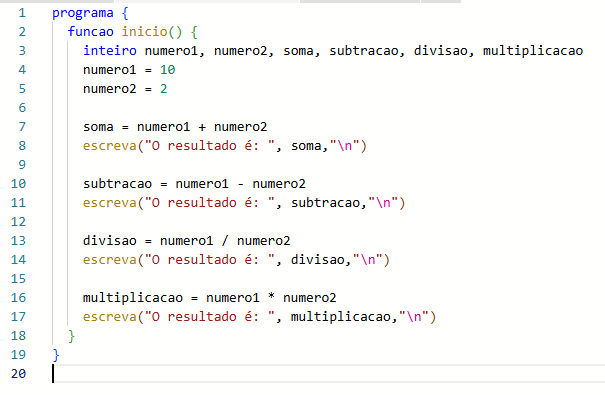 1 programa {
2 funcao inicio() {
3 inteiro numero1, numero2, soma, subtracao, divisao, multiplicacao
4 numero1 = 10
5 numero2 = 2
6
7 soma = numero1 + numero2
8 escreva("O resultado é: ", soma,"\n")
9
10 subtracao = numero1 - numero2
11 escreva("O resultado é: ", subtracao,"\n")
12
13 divisao = numero1 / numero2
14 escreva("O resultado é: ", divisao,"\n")
15
16 multiplicacao = numero1 * numero2
17 escreva("O resultado é: ", multiplicacao,"\n")
18 }
19 }
20